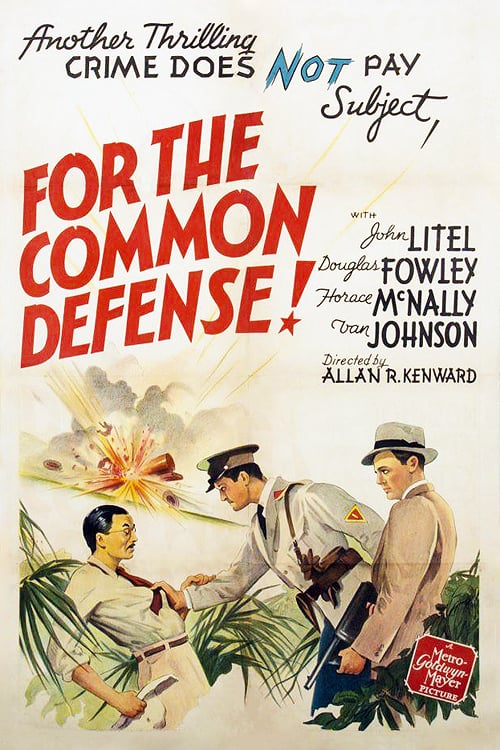 Another Thrilling
CRIME DOES NOT PAY
Subject,
FOR THE
COMMON
DEFENSE!
WITH
John LITEL
Douglas FOWLEY
Horace McNALLY
Van JOHNSON
Directed by
ALLAN R. KENWARD
A
Metro-
Goldwyn-
Mayer
PICTURE